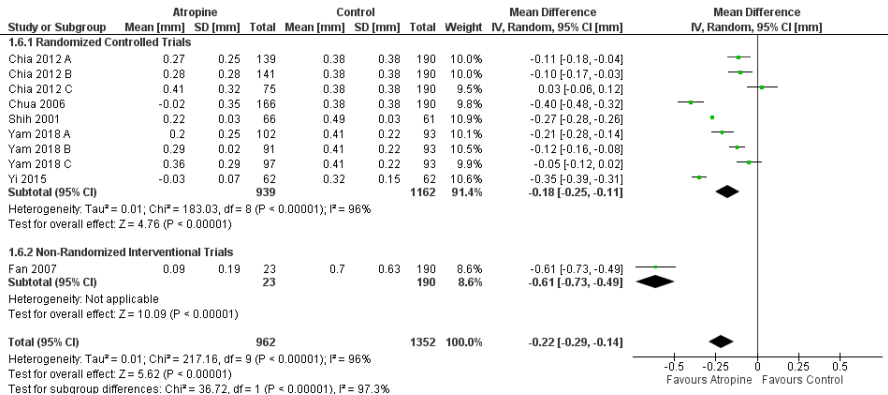 Atropine Control Mean Difference Mean Difference
Study or Subgroup Mean [mm] SD [mm] Total Mean [mm] SD [mm] Total Weight IV, Random, 95% CI [mm] IV, Random, 95% CI [mm]
1.6.1 Randomized Controlled Trials
Chia 2012 A 0.27 0.25 139 0.38 0.38 190 10.0% -0.11 [-0.18, -0.04]
Chia 2012 B 0.28 0.28 141 0.38 0.38 190 10.0% -0.10 [-0.17, -0.03]
Chia 2012 C 0.41 0.32 75 0.38 0.38 190 9.5% 0.03 [-0.06, 0.12]
Chua 2006 -0.02 0.35 166 0.38 0.38 190 9.8% -0.40 [-0.48, -0.32]
Shih 2001 0.22 0.03 66 0.49 0.03 61 10.9% -0.27 [-0.28, -0.26]
Yam 2018 A 0.2 0.25 102 0.41 0.22 93 10.1% -0.21 [-0.28, -0.14]
Yam 2018 B 0.29 0.02 91 0.41 0.22 93 10.5% -0.12 [-0.16, -0.08]
Yam 2018 C 0.36 0.29 97 0.41 0.22 93 10.0% -0.05 [-0.12, 0.02]
Yi 2015 -0.03 0.07 62 0.32 0.15 62 10.6% -0.35 [-0.39, -0.31]
Subtotal (95% CI) 939 1162 91.4% -0.18 [-0.25, -0.11]
Heterogeneity: Tau² = 0.01; Chi² = 183.03, df = 8 (P < 0.00001); I² = 96%
Test for overall effect: Z = 4.76 (P < 0.00001)
1.6.2 Non-Randomized Interventional Trials
Fan 2007 0.09 0.19 23 0.7 0.63 190 8.6% -0.61 [-0.73, -0.49]
Subtotal (95% CI) 23 190 8.6% -0.61 [-0.73, -0.49]
Heterogeneity: Not applicable
Test for overall effect: Z = 10.09 (P < 0.00001)
Total (95% CI) 962 1352 100.0% -0.22 [-0.29, -0.14]
Heterogeneity: Tau² = 0.01; Chi² = 217.16, df = 9 (P < 0.00001); I² = 96%
Test for overall effect: Z = 5.62 (P < 0.00001)
Test for subgroup differences: Chi² = 36.72, df = 1 (P < 0.00001), I² = 97.3%
-0.5 -0.25 0 0.25 0.5
Favours Atropine Favours Control